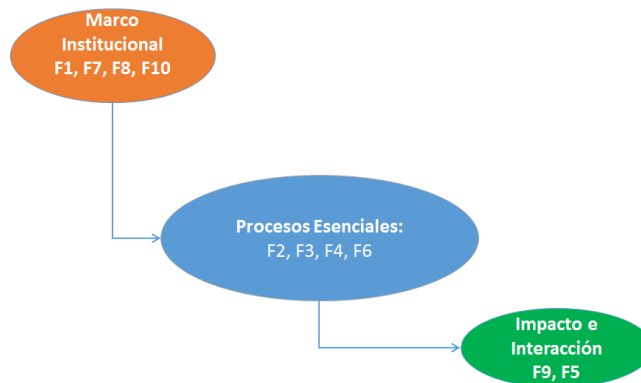 Marco
Institucional
F1, F7, F8, F10
Procesos Esenciales:
F2, F3, F4, F6
Impacto e
Interacción
F9, F5